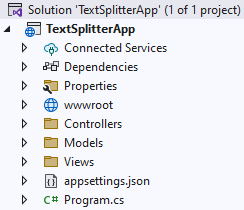 Solution 'TextSplitterApp' (1 of 1 project)
TextSplitterApp
Connected Services
Dependencies
Properties
wwwroot
Controllers
Models
Views
appsettings.json
C# Program.cs